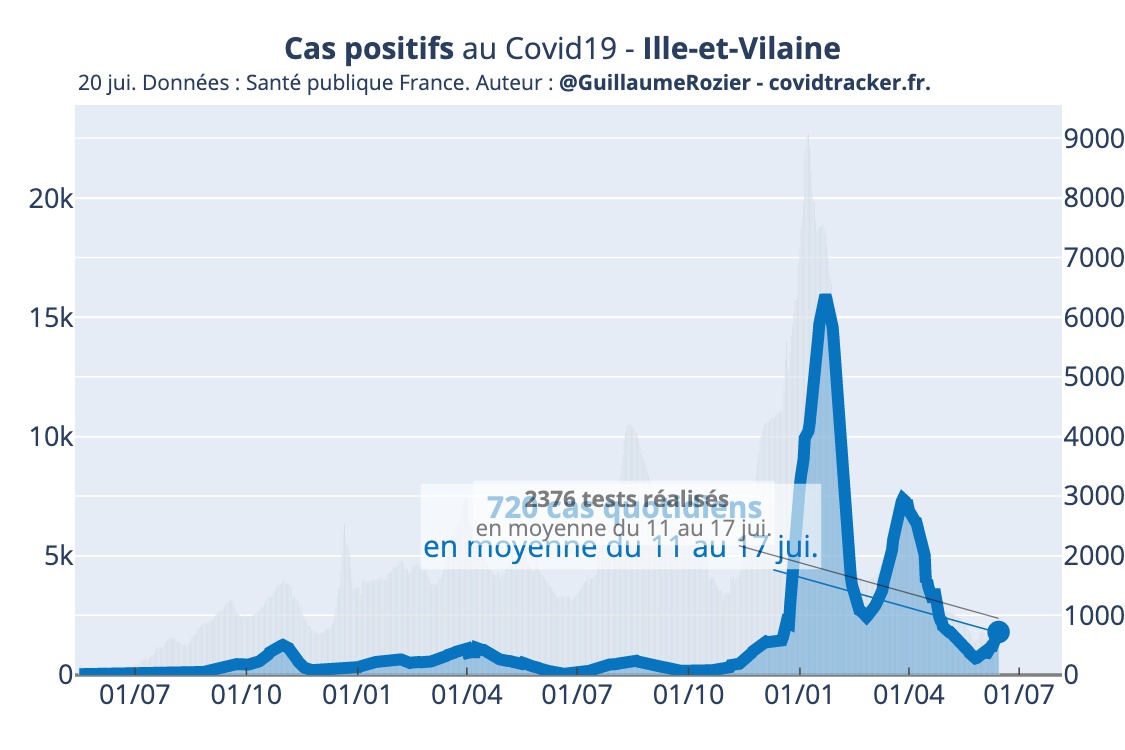 Cas positifs au Covid19 - Ille-et-Vilaine
20 jui. Données : Santé publique France. Auteur : @GuillaumeRozier - covidtracker.fr.
9000
20k
8000
7000
15k
6000
5000
10k
4000
3000
2376 tests réalisés
720 cas quotidiens
en moyenne du 11 au 17 jui.
en moyenne du 11 au 17 jui.
5k
2000
1000
0
0
01/07
01/10
01/01
01/04
01/07
01/10
01/01
01/04
01/07